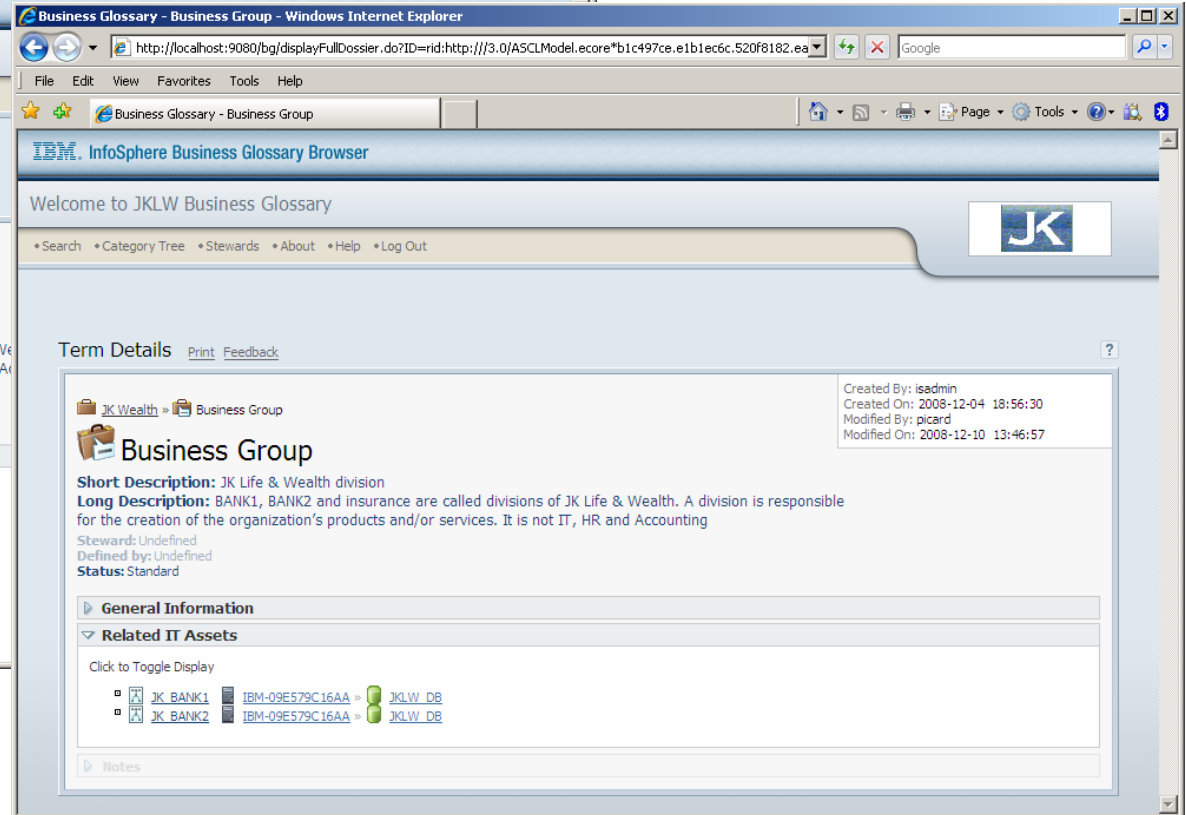 Business Glossary - Business Group - Windows Internet Explorer
http://localhost:9080/bg/displayFullDossier.do?ID=rid:http:///3.0/ASCLModel.ecore*b1c497ce.e1b1ec6c.520f8182.ea
Google
File Edit View Favorites Tools Help
Business Glossary - Business Group
Page Tools
IBM. InfoSphere Business Glossary Browser
Welcome to JKLW Business Glossary
JK
Search Category Tree Stewards About Help Log Out
Term Details Print Feedback
?
Created By: isadmin
Created On: 2008-12-04 18:56:30
Modified By: picard
Modified On: 2008-12-10 13:46:57
JK Wealth » Business Group
Business Group
Short Description: JK Life & Wealth division
Long Description: BANK1, BANK2 and insurance are called divisions of JK Life & Wealth. A division is responsible
for the creation of the organization's products and/or services. It is not IT, HR and Accounting
Steward: Undefined
Defined by: Undefined
Status: Standard
General Information
Related IT Assets
Click to Toggle Display
JK_BANK1 IBM-09E579C16AA » JKLW_DB
JK_BANK2 IBM-09E579C16AA » JKLW_DB
Notes